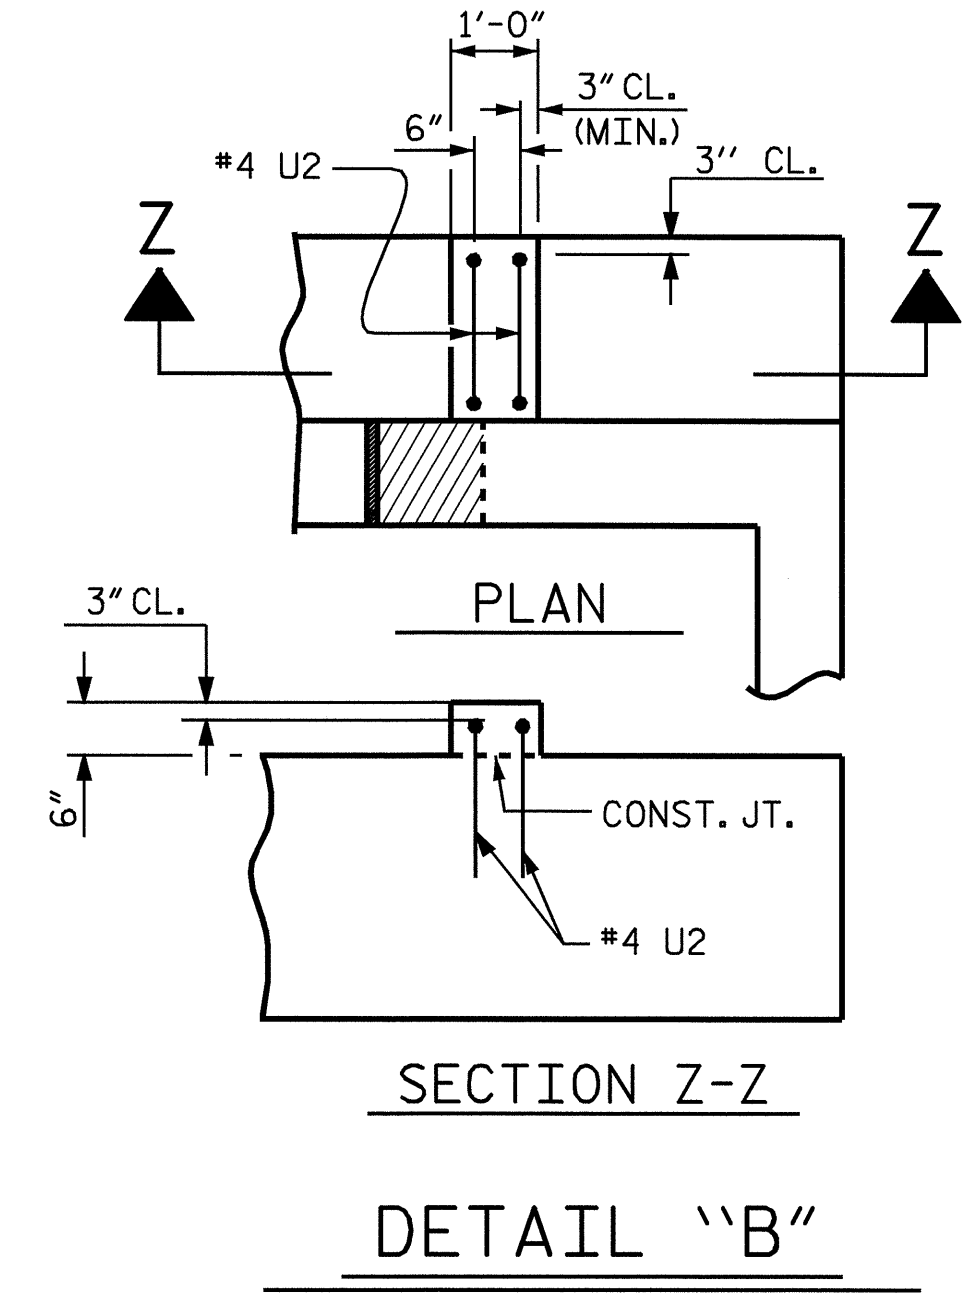 1'-0"
3" CL.
(MIN.)
6"
#4 U2
3'' CL.
Z
Z
PLAN
3" CL.
6"
CONST. JT.
#4 U2
SECTION Z-Z
DETAIL ‵‵B"